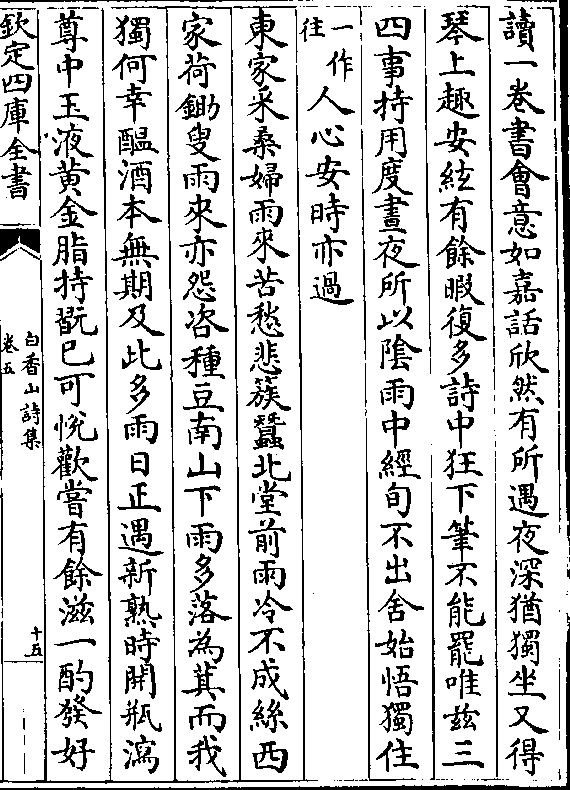 讀一卷書會意如嘉話欣然有所遇夜深猶獨坐又得
琴上趣安絃有餘暇復多詩中狂下筆不能罷唯兹三
四事持用度晝夜所以隂雨中經旬不出舍始悟獨住
一作往人心安時亦過
東家采桑婦雨來苦愁悲蔟蠶北堂前雨冷不成絲西
家荷鋤叟雨來亦怨咨種豆南山下雨多落為萁而我
獨何幸醖酒本無期及此多雨日正遇新熟時開瓶瀉
尊中玉液黄金脂持翫已可悅歡嘗有餘滋一酌發好
欽定四庫全書
白香山詩集
卷五
十五